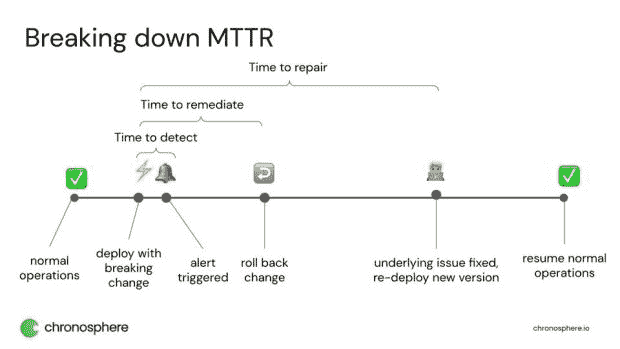 Breaking down MTTR
Time to repair
Time to remediate
Time to detect
normal
operations
deploy with
breaking
change
alert
triggered
roll back
change
underlying issue fixed,
re-deploy new version
resume normal
operations
chronosphere
chronosphere.io